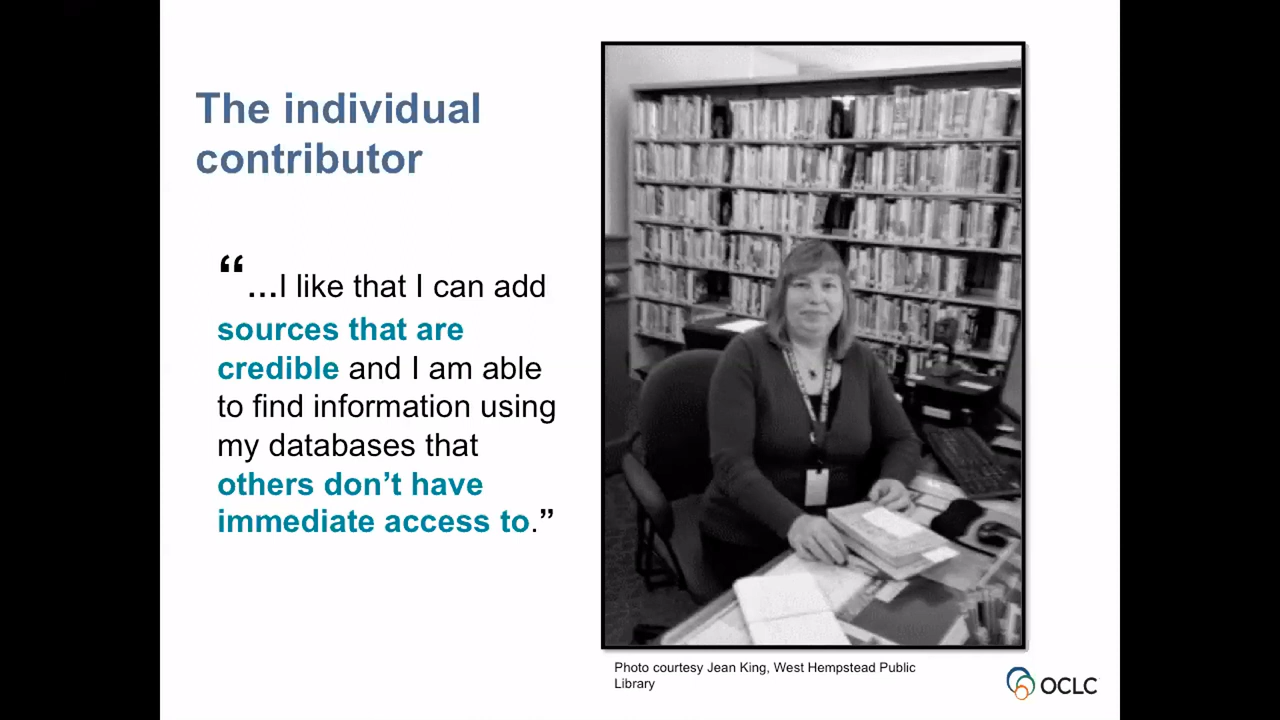 The individual
contributor
“…I like that I can add
sources that are
credible and I am able
to find information using
my databases that
others don’t have
immediate access to.”
Photo courtesy Jean King, West Hempstead Public
Library
OCLC